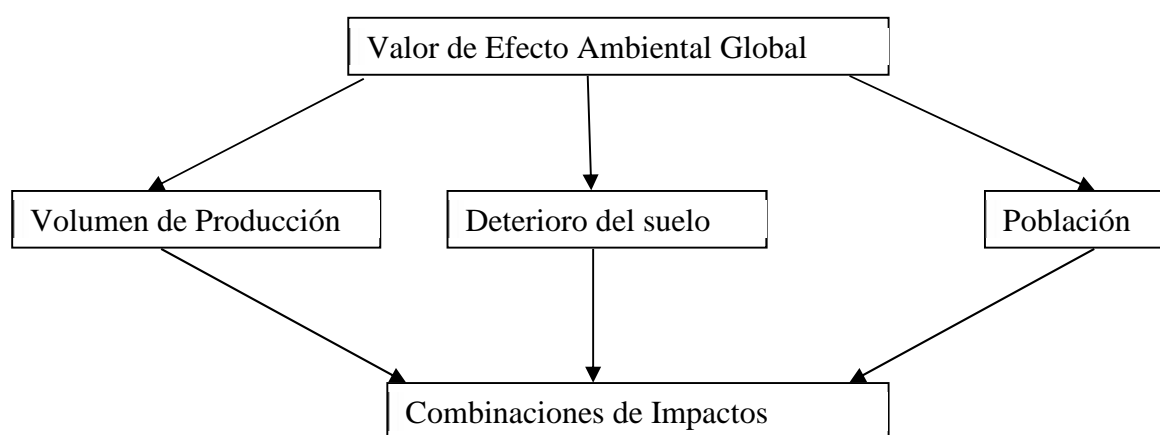 Valor de Efecto Ambiental Global
Volumen de Producción
Deterioro del suelo
Población
Combinaciones de Impactos